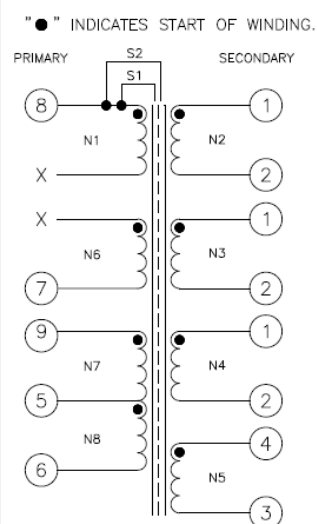 "●" INDICATES START OF WINDING.
S2
PRIMARY SECONDARY
S1
8 1
N1 N2
X 2
X 1
N6 N3
7 2
9 1
N7 N4
5 2
N8 4
6 N5
3